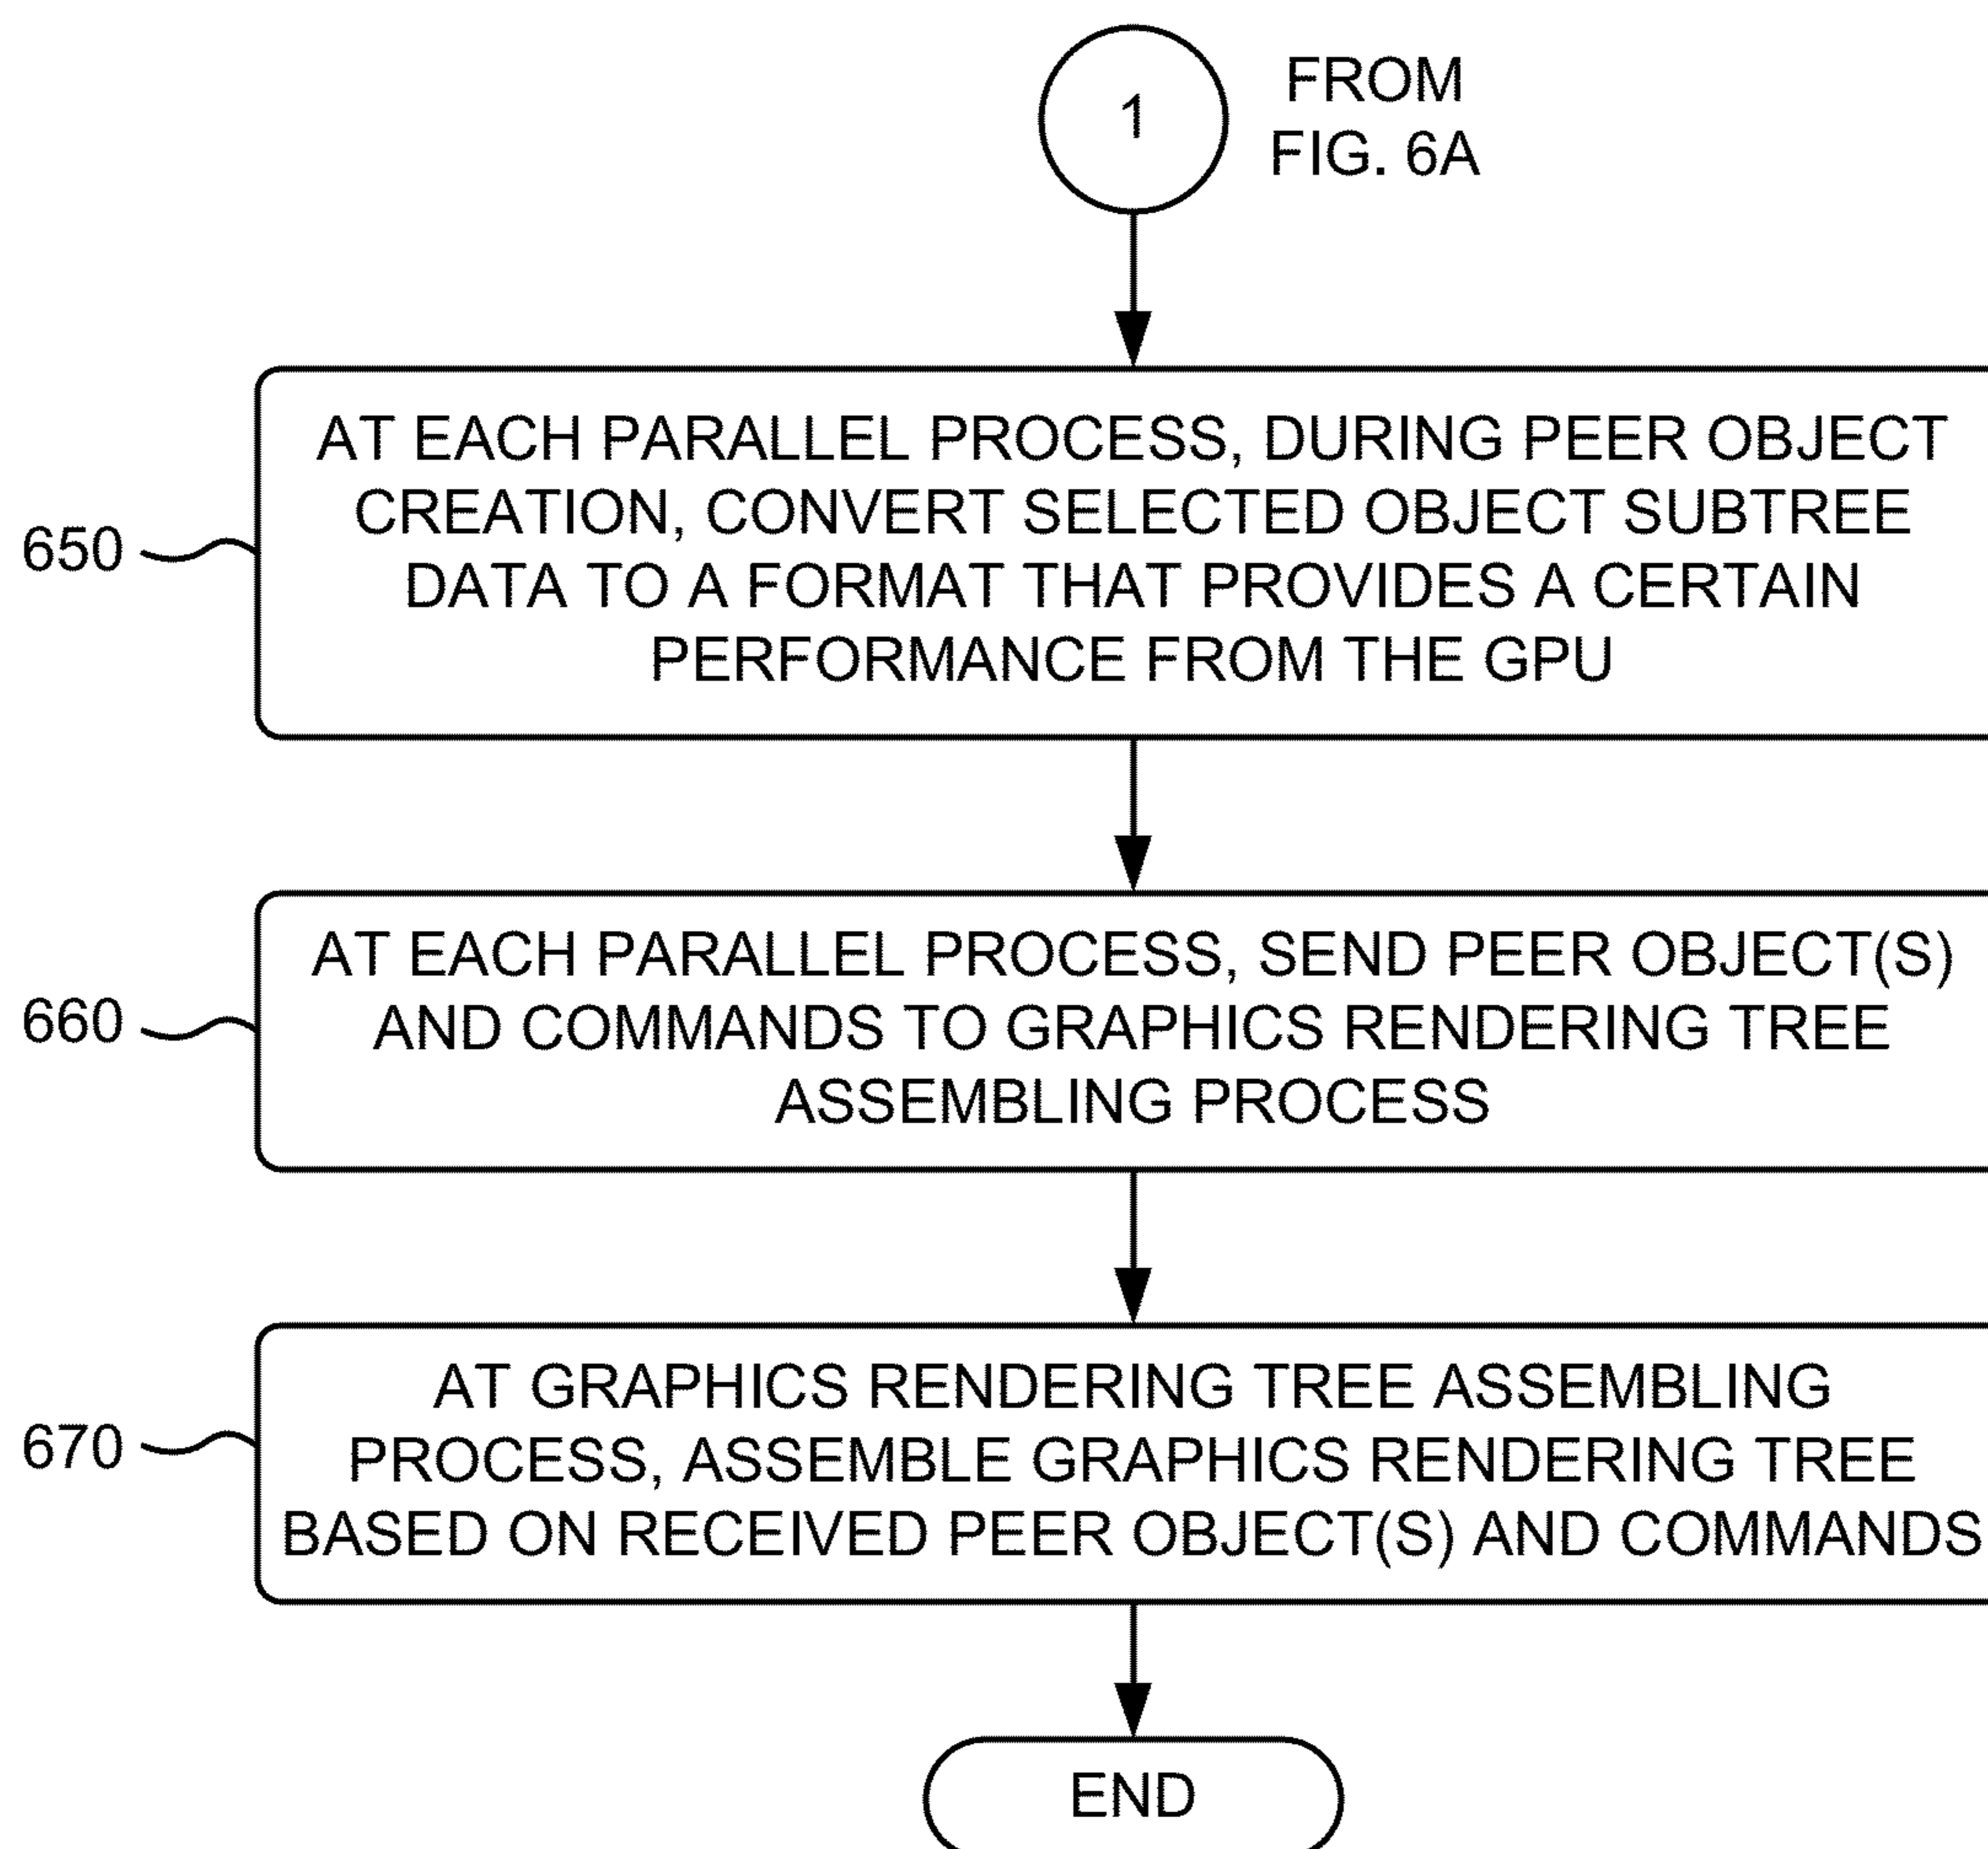 1
FROM
FIG. 6A
AT EACH PARALLEL PROCESS, DURING PEER OBJECT
CREATION, CONVERT SELECTED OBJECT SUBTREE
DATA TO A FORMAT THAT PROVIDES A CERTAIN
PERFORMANCE FROM THE GPU
650
AT EACH PARALLEL PROCESS, SEND PEER OBJECT(S)
AND COMMANDS TO GRAPHICS RENDERING TREE
ASSEMBLING PROCESS
660
AT GRAPHICS RENDERING TREE ASSEMBLING
PROCESS, ASSEMBLE GRAPHICS RENDERING TREE
BASED ON RECEIVED PEER OBJECT(S) AND COMMANDS
670
END